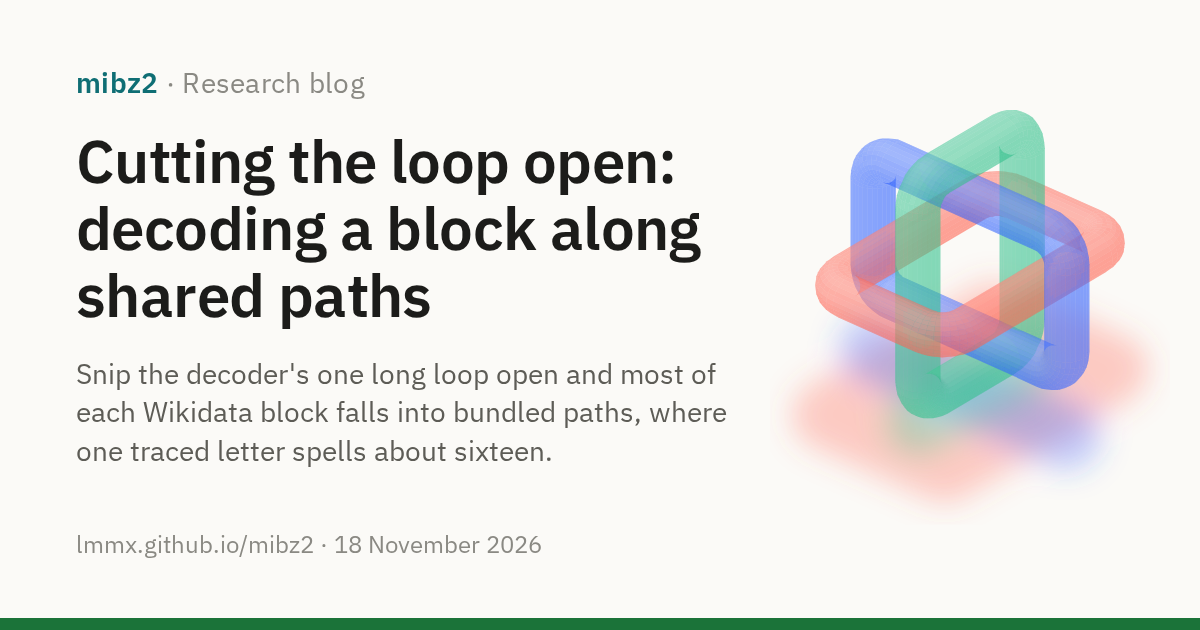 mibz2 · Research blog
Cutting the loop open:
decoding a block along
shared paths
Snip the decoder's one long loop open and most of
each Wikidata block falls into bundled paths, where
one traced letter spells about sixteen.
lmmx.github.io/mibz2 · 18 November 2026